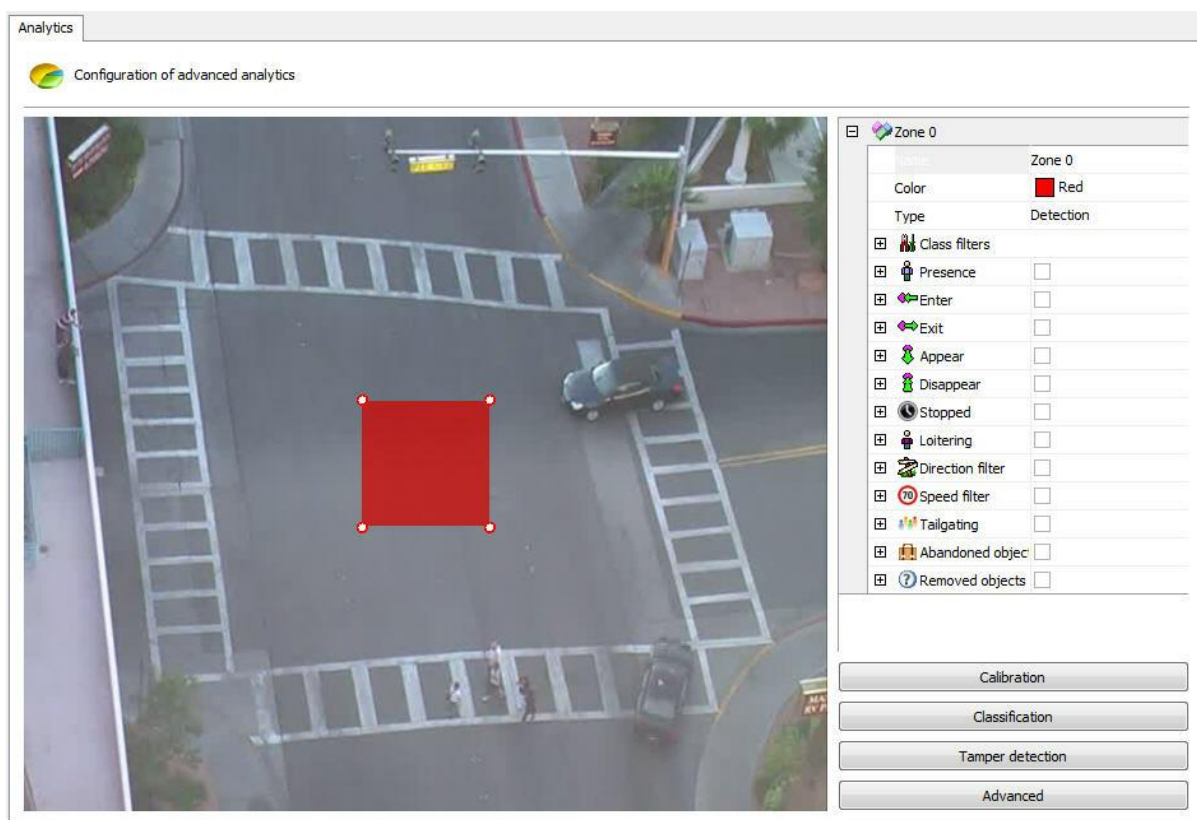 Analytics
Configuration of advanced analytics
Zone 0
Name Zone 0
Color Red
Type Detection
Class filters
Presence
Enter
Exit
Appear
Disappear
Stopped
Loitering
Direction filter
70 Speed filter
Tailgating
Abandoned objec
? Removed objects
Calibration
Classification
Tamper detection
Advanced